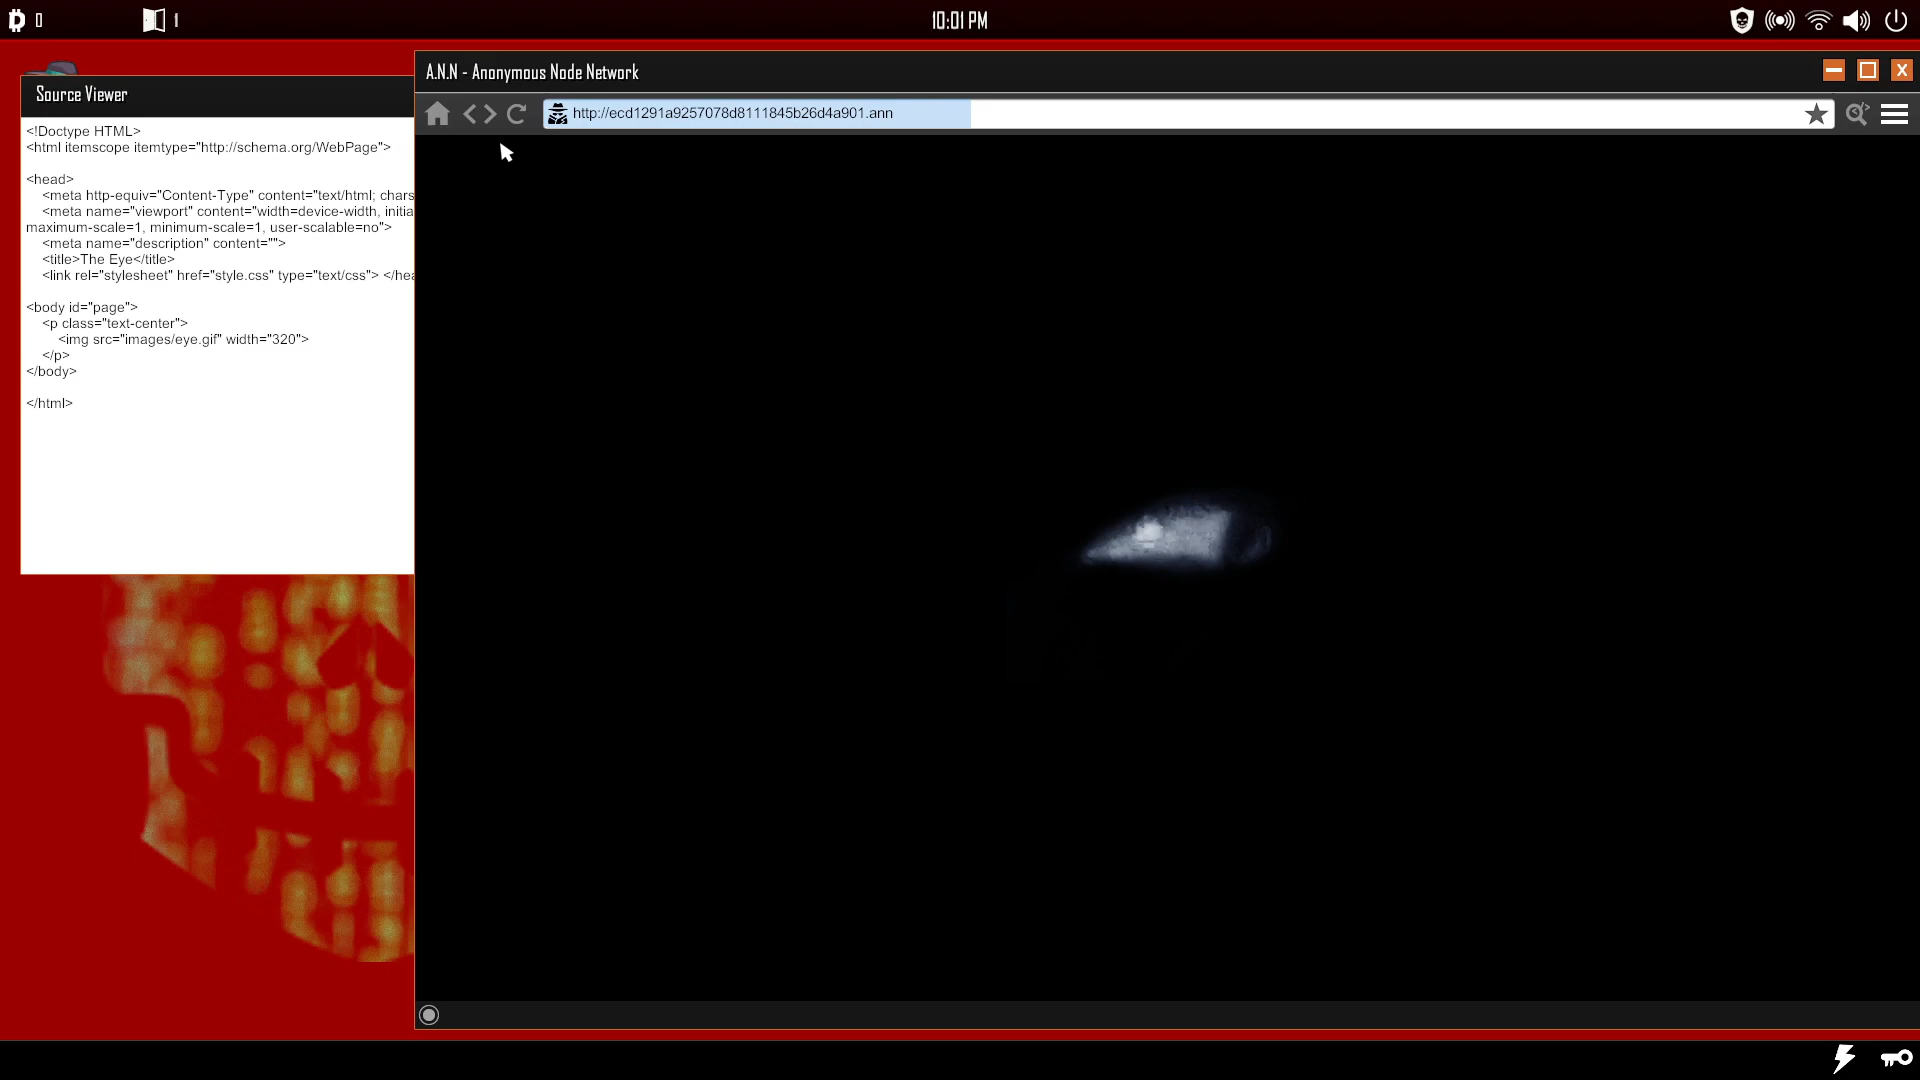 0
1
10:01 PM
A.N.N - Anonymous Node Network
http://ecd1291a9257078d8111845b26d4a901.ann
Source Viewer
<!Doctype HTML>
<html itemscope itemtype="http://schema.org/WebPage">
<head>
<meta http-equiv="Content-Type" content="text/html; chars
<meta name="viewport" content="width=device-width, initia
maximum-scale=1, minimum-scale=1, user-scalable=no">
<meta name="description" content="">
<title>The Eye</title>
<link rel="stylesheet" href="style.css" type="text/css"> </hea
<body id="page">
<p class="text-center">
<img src="images/eye.gif" width="320">
</p>
</body>
</html>